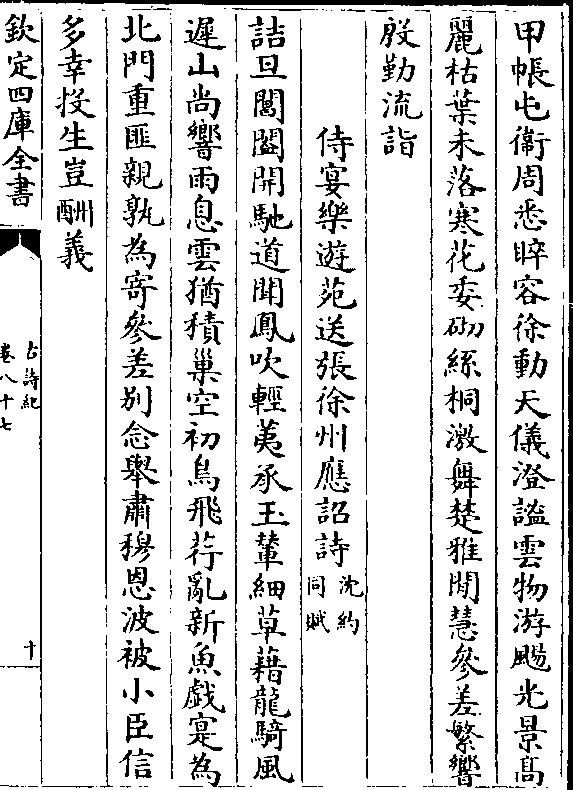 甲帳屯衛周悉睟容徐動天儀澄謐雲物游颺光景髙
麗枯葉未落寒花委砌絲桐激舞楚雅閒慧參差繁響
殷勤流詣
侍宴樂遊苑送張徐州應詔詩沈約同賦
詰旦閶闔開馳道聞鳳吹輕荑承玉輦細草藉龍騎風
遲山尚響雨息雲猶積巢空初鳥飛荇亂新魚戲寔為
北門重匪親孰為寄參差别念舉肅穆恩波被小臣信
多幸投生豈酬義
欽定四庫全書
古詩紀
卷八十七
十